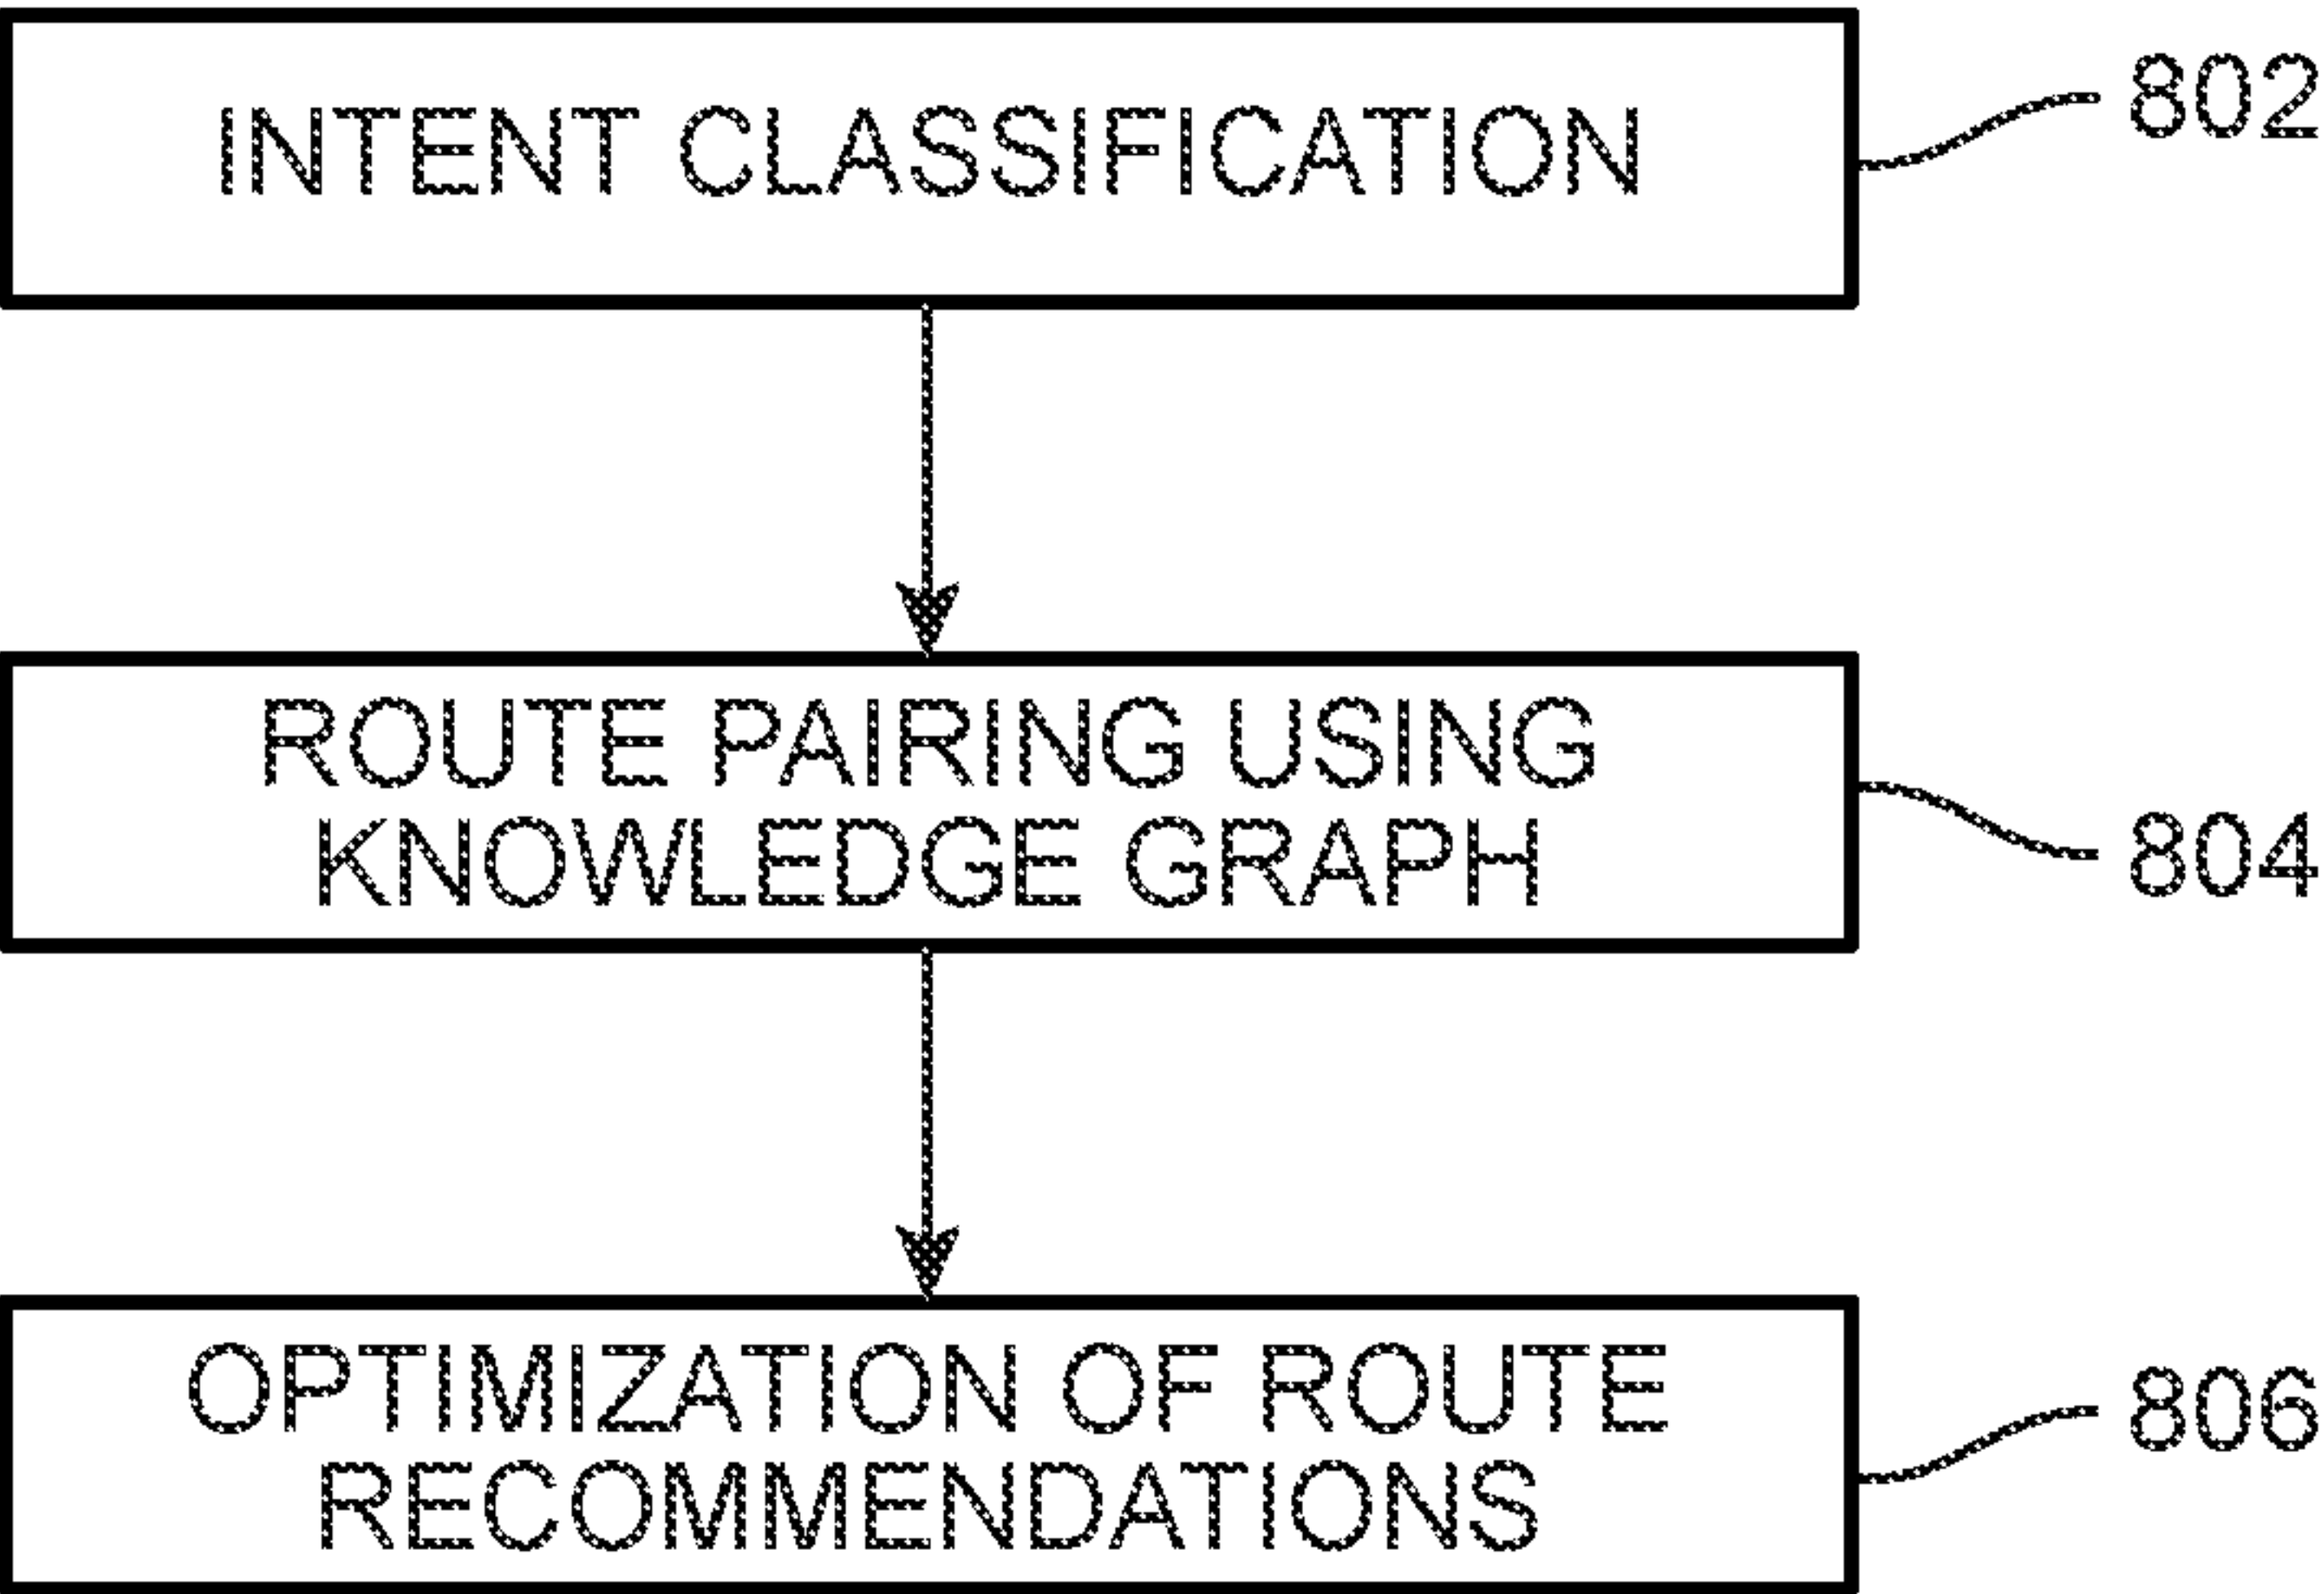 INTENT CLASSIFICATION
802
ROUTE PAIRING USING
KNOWLEDGE GRAPH
804
OPTIMIZATION OF ROUTE
RECOMMENDATIONS
806